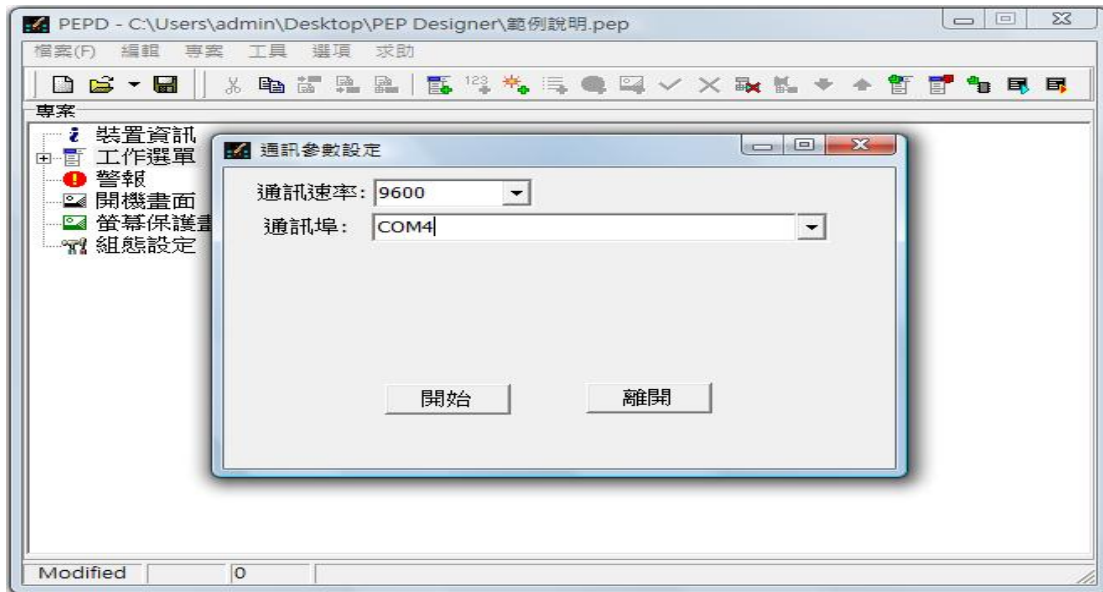 PEPD - C:\Users\admin\Desktop\PEP Designer\範例說明.pep
檔案(F) 編輯 專案 工具 選項 求助
123
專案
裝置資訊
工作選單
警報
開機畫面
螢幕保護畫
組態設定
通訊參數設定
通訊速率: 9600
通訊埠: COM4
開始 離開
Modified 0